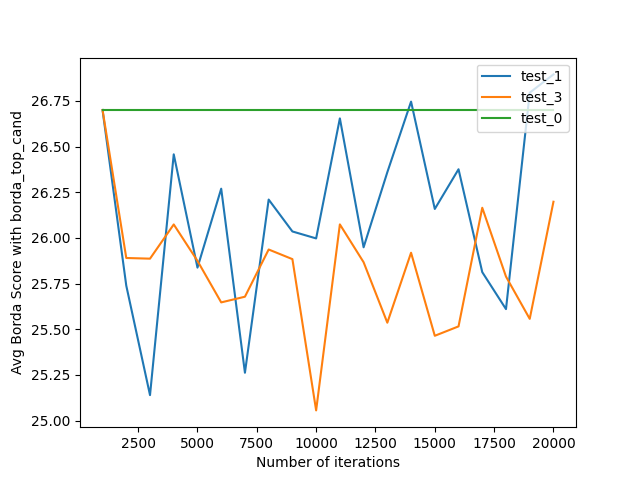 test_1
test_3
test_0
26.75
26.50
26.25
26.00
25.75
25.50
25.25
25.00
Avg Borda Score with borda_top_cand
2500 5000 7500 10000 12500 15000 17500 20000
Number of iterations